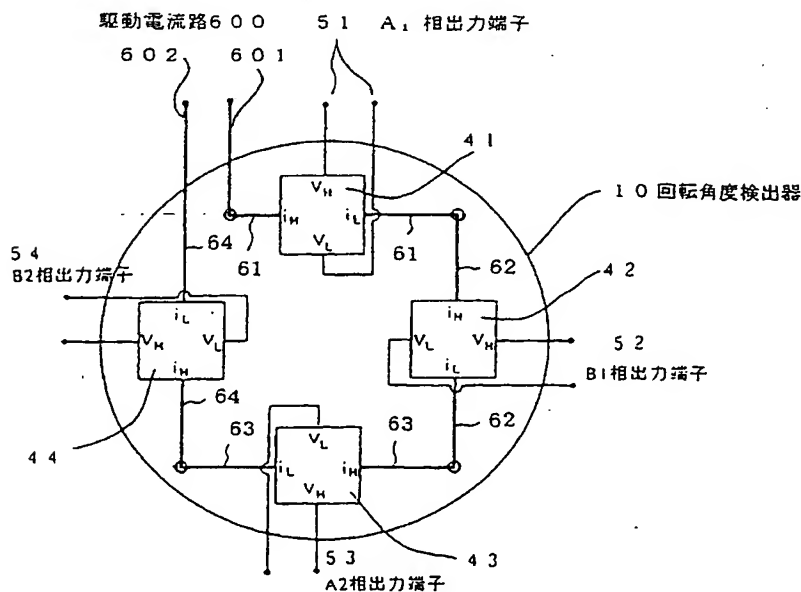 駆動電流路600
602
601
51 A₁ 相出力端子
41
10回転角度検出器
VH
iH
iL
VL
61
61
64
62
54
B2相出力端子
42
iL
VH
VL
iH
iH
VL
VH
iL
52
B1相出力端子
64
62
44
63
63
VL
iL
iH
VH
43
53
A2相出力端子